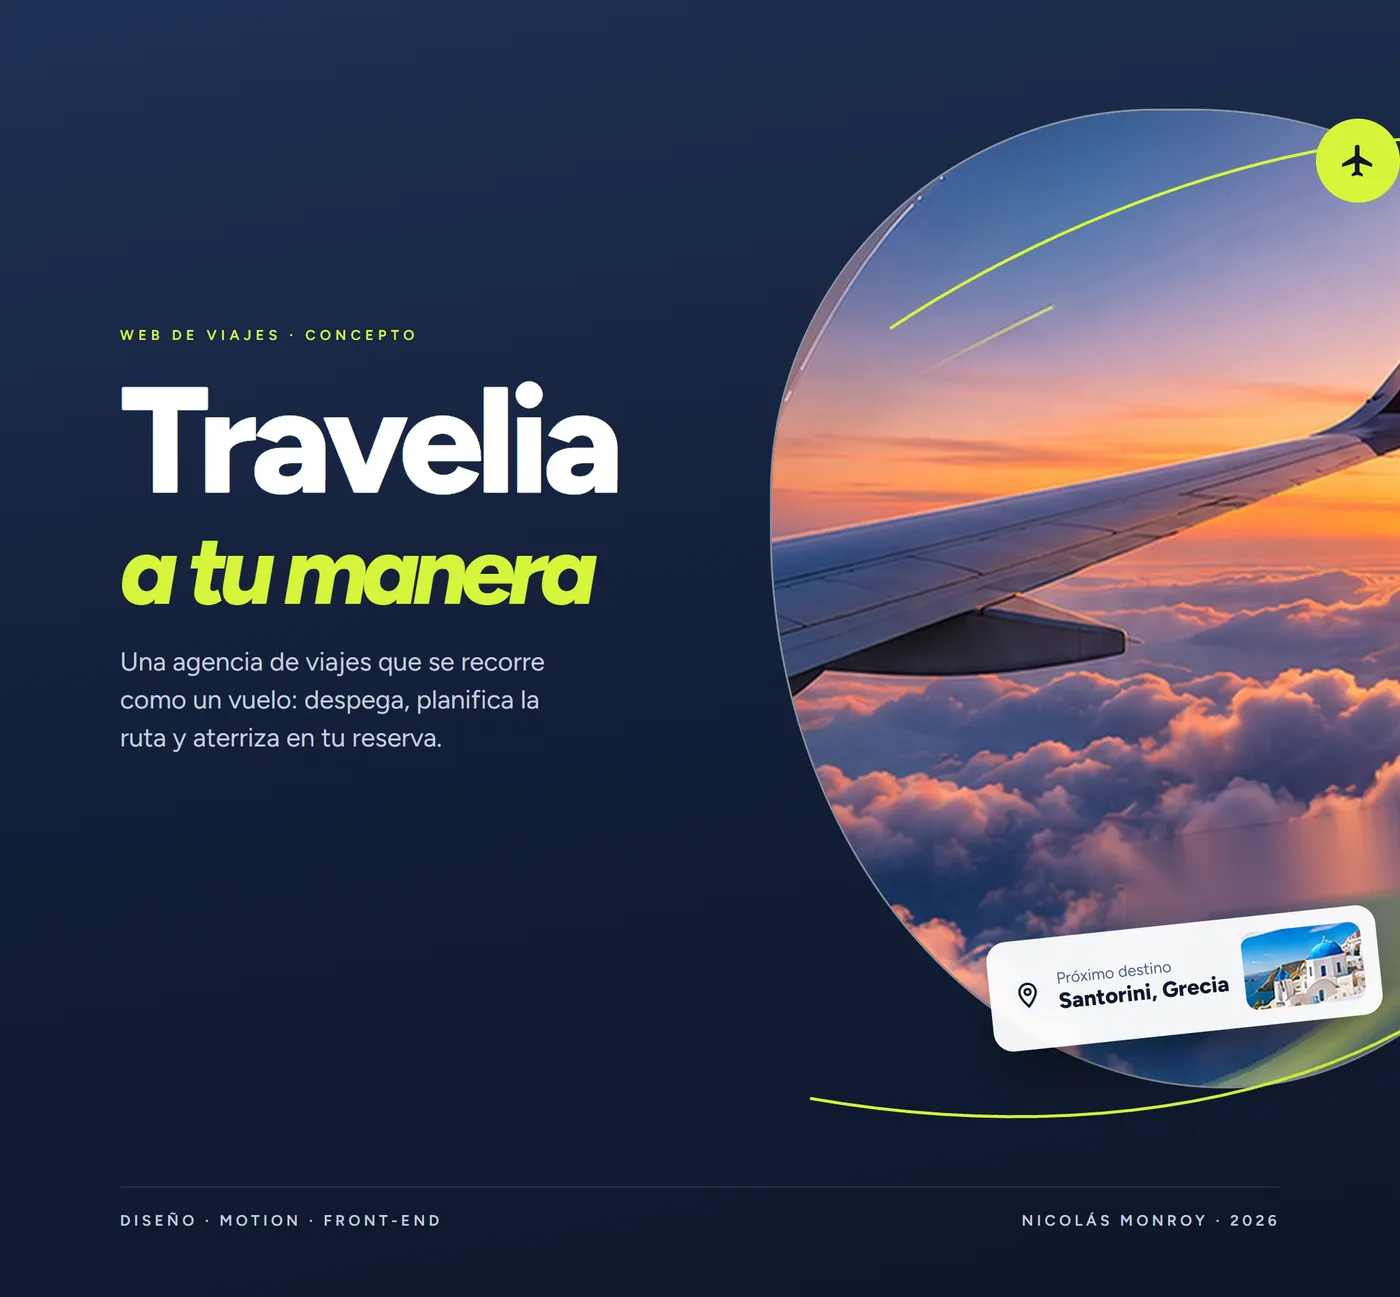 WEB DE VIAJES · CONCEPTO
Travelia
a tu manera
Una agencia de viajes que se recorre
como un vuelo: despega, planifica la
ruta y aterriza en tu reserva.
Próximo destino
Santorini, Grecia
DISEÑO · MOTION · FRONT-END
NICOLÁS MONROY · 2026